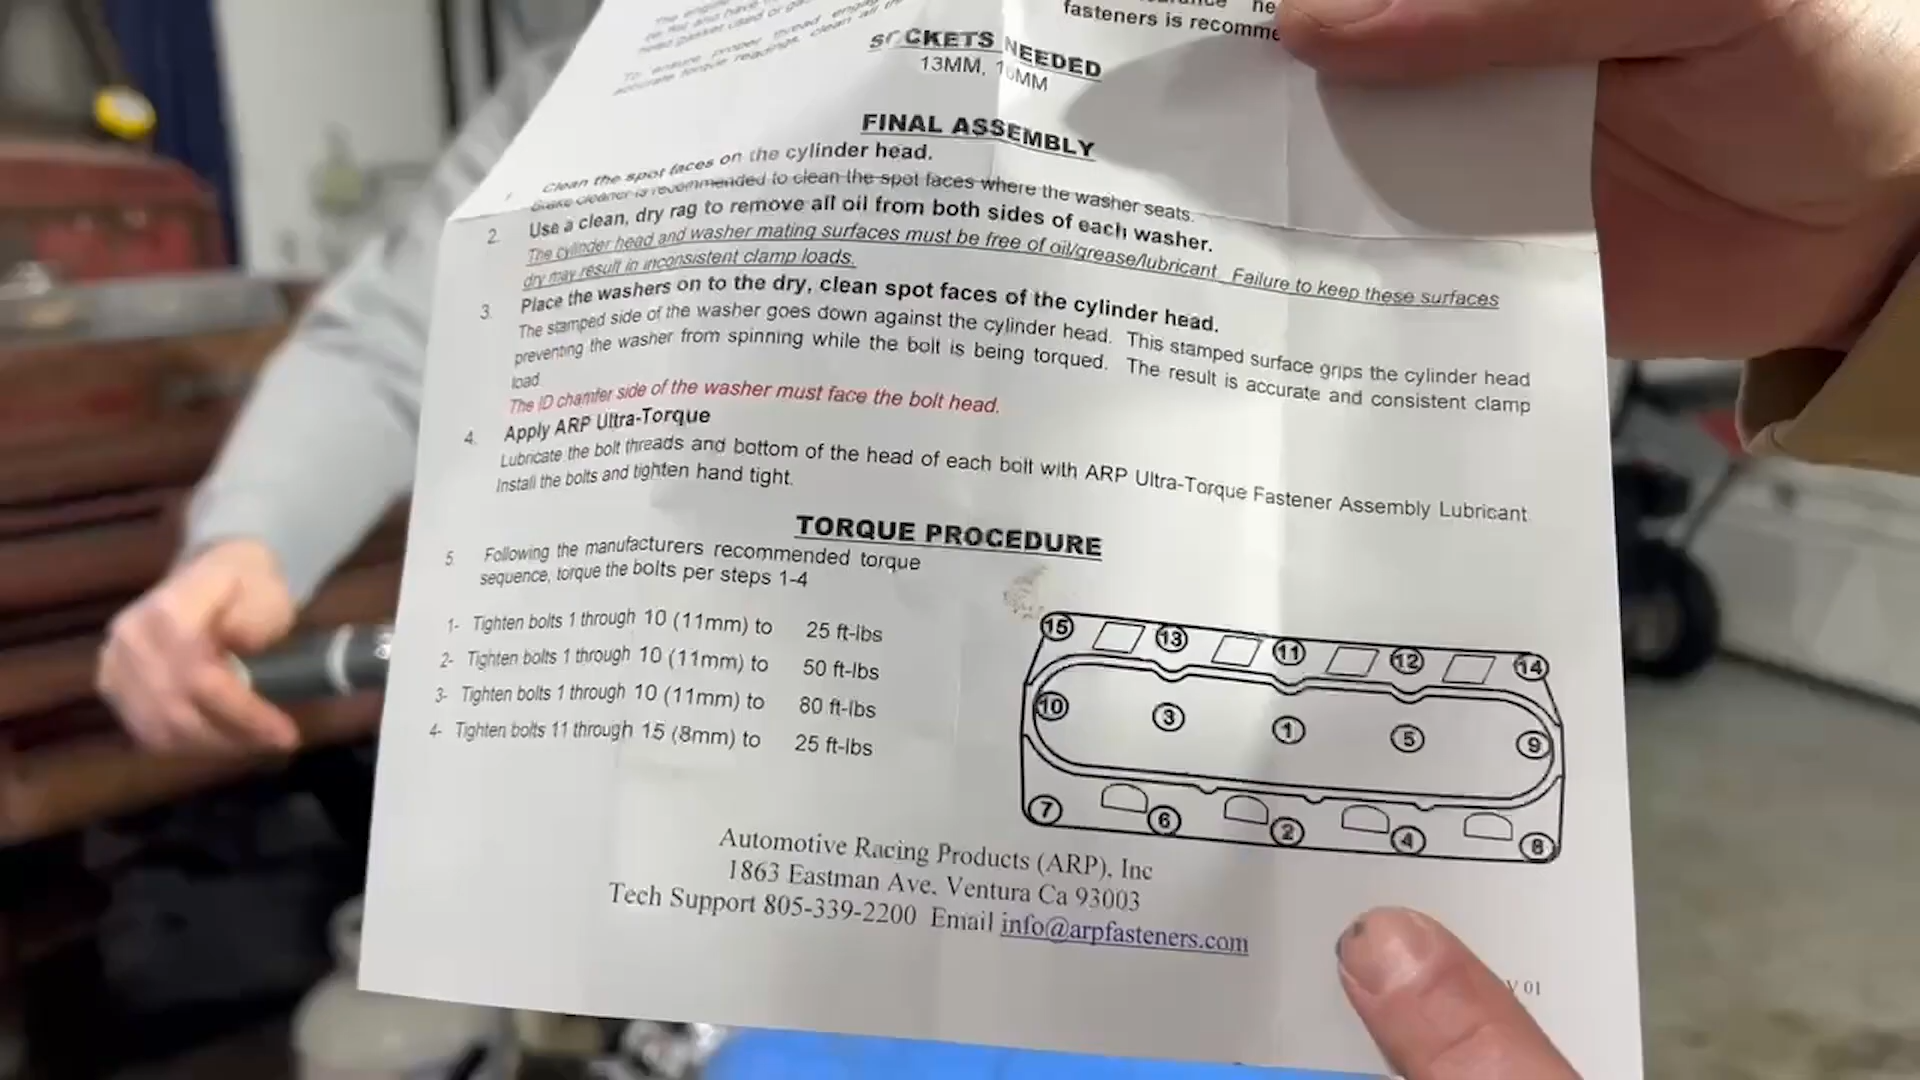 fasteners is recomme
SOCKETS NEEDED
13MM, 1 MM
FINAL ASSEMBLY
Clean the spot faces on the cylinder head.
Brake cleaner is recommended to clean the spot faces where the washer seats.
2. Use a clean, dry rag to remove all oil from both sides of each washer.
The cylinder head and washer mating surfaces must be free of oil/grease/lubricant. Failure to keep these surfaces
dry may result in inconsistent clamp loads.
3. Place the washers on to the dry, clean spot faces of the cylinder head.
The stamped side of the washer goes down against the cylinder head. This stamped surface grips the cylinder head
preventing the washer from spinning while the bolt is being torqued. The result is accurate and consistent clamp
load.
The ID chamfer side of the washer must face the bolt head.
4. Apply ARP Ultra-Torque
Lubricate the bolt threads and bottom of the head of each bolt with ARP Ultra-Torque Fastener Assembly Lubricant
Install the bolts and tighten hand tight.
TORQUE PROCEDURE
5. Following the manufacturers recommended torque
sequence, torque the bolts per steps 1-4
1- Tighten bolts 1 through 10 (11mm) to 25 ft-lbs
2- Tighten bolts 1 through 10 (11mm) to 50 ft-lbs
3- Tighten bolts 1 through 10 (11mm) to 80 ft-lbs
4- Tighten bolts 11 through 15 (8mm) to 25 ft-lbs
15 13 11 12 14
10 3 1 5 9
7 6 2 4 8
Automotive Racing Products (ARP), Inc
1863 Eastman Ave. Ventura Ca 93003
Tech Support 805-339-2200 Email info@arpfasteners.com
V 01